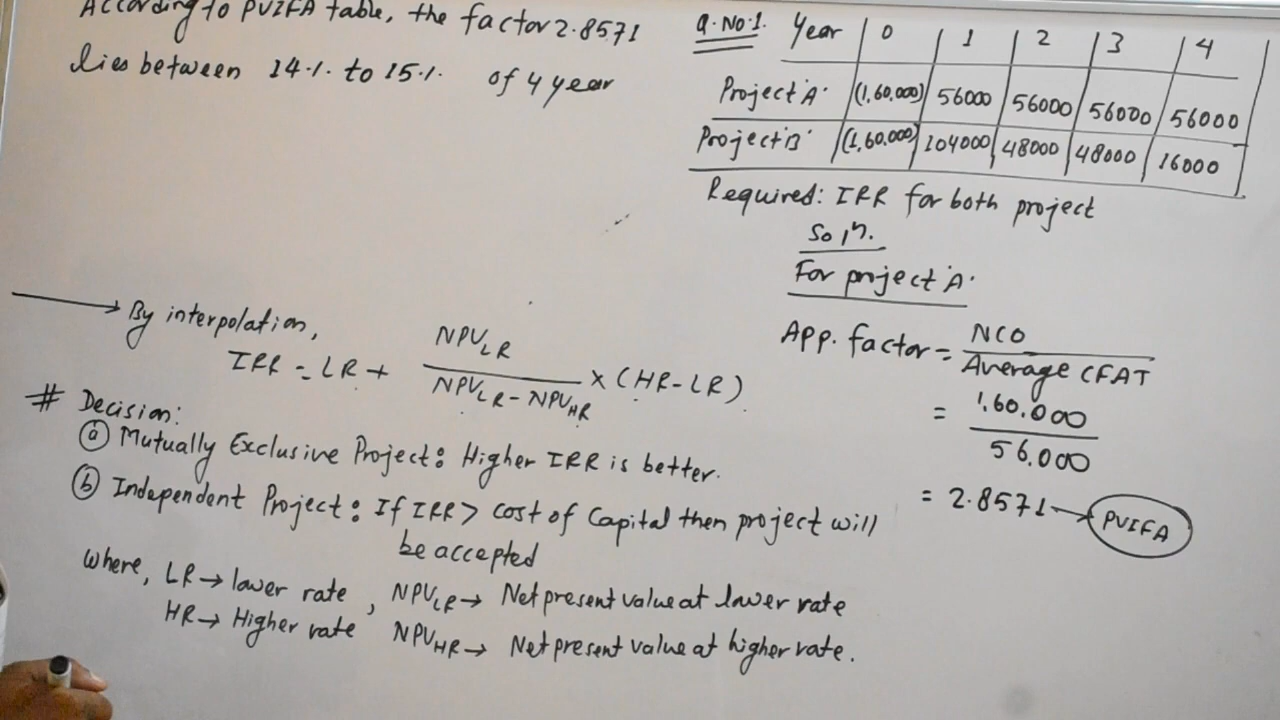 According to PVIFA table, the factor 2.8571
lies between 14%. to 15%. of 4 year
By interpolation,
IRR = LR + NPVLR / NPVLR - NPVHR × (HR - LR)
# Decision:
(a) Mutually Exclusive Project: Higher IRR is better.
(b) Independent Project: If IRR > cost of Capital then project will
be accepted
where, LR → lower rate, NPVLR → Net present value at lower rate
HR → Higher rate NPVHR → Net present value at higher rate.
Q.No.1. Year 0 1 2 3 4
Project 'A' (1,60,000) 56000 56000 56000 56000
Project 'B' (1,60,000) 104000 48000 48000 16000
Required: IRR for both project
Soln.
For project 'A'
App. factor = NCO / Average CFAT
= 1,60,000 / 56,000
= 2.8571 → PVIFA